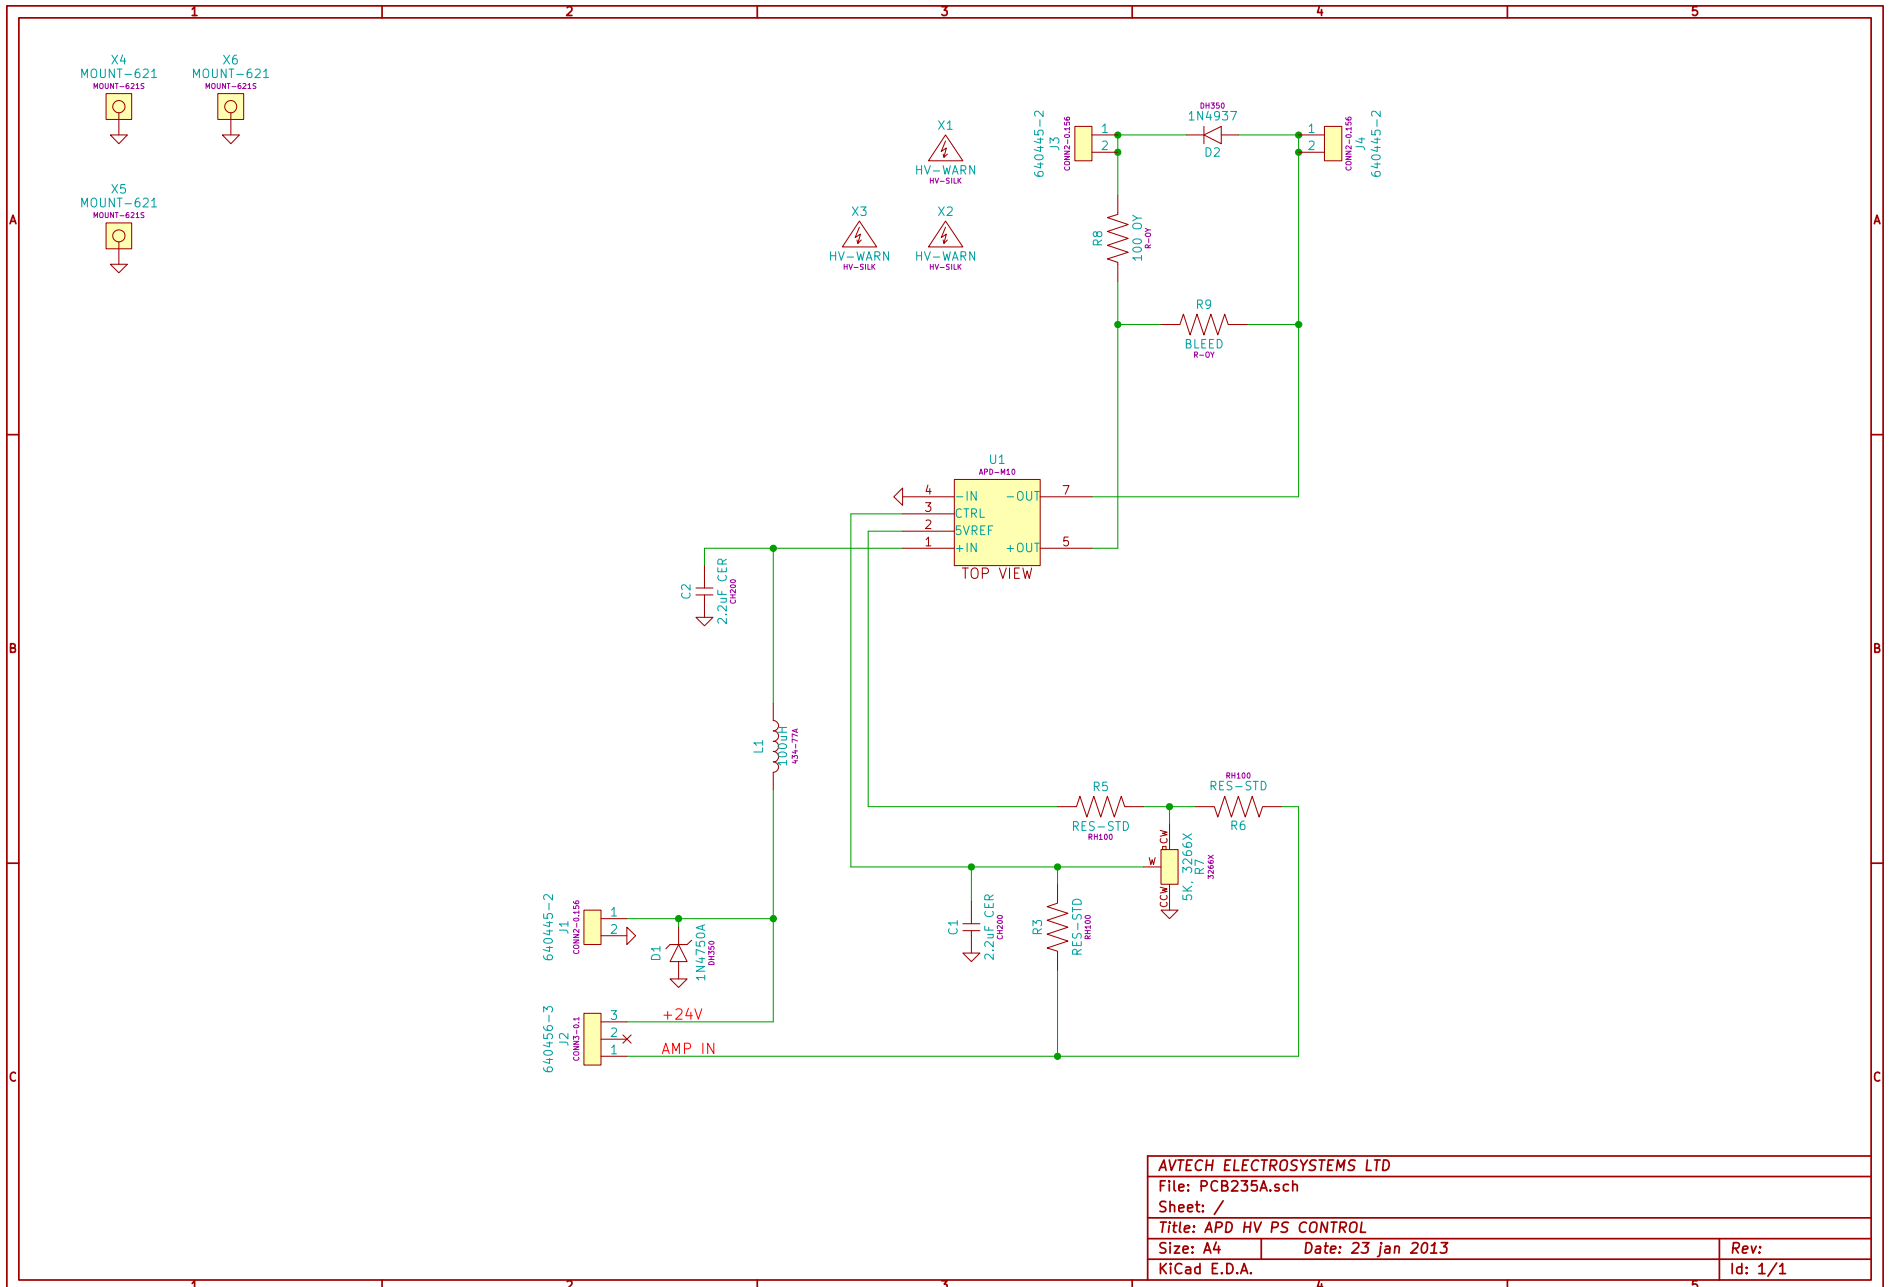 1 2 3 4 5
X4
MOUNT-621
MOUNT-621S
X6
MOUNT-621
MOUNT-621S
X5
MOUNT-621
MOUNT-621S
A
A
X1
HV-WARN
HV-SILK
X3
HV-WARN
HV-SILK
X2
HV-WARN
HV-SILK
640445-2
J3
CONN2-0.156
1
2
DH350
1N4937
D2
1
2
CONN2-0.156
J4
640445-2
R8
100 OY
R-OY
R9
BLEED
R-OY
U1
APD-M10
4 -IN
3 CTRL
2 5VREF
1 +IN
-OUT 7
+OUT 5
TOP VIEW
C2
2.2uF CER
CH200
B
B
L1
100uH
434-77A
R5
RES-STD
RH100
RH100
RES-STD
R6
CW
W
CCW
5K, 3266X
R7
3266X
C1
2.2uF CER
CH200
R3
RES-STD
RH100
640445-2
J1
CONN2-0.156
1
2
D1
1N4750A
DH350
640456-3
J2
CONN3-0.1
3
2
1
+24V
AMP IN
C
C
AVTECH ELECTROSYSTEMS LTD
File: PCB235A.sch
Sheet: /
Title: APD HV PS CONTROL
Size: A4 Date: 23 jan 2013 Rev:
KiCad E.D.A. Id: 1/1
1 2 3 4 5